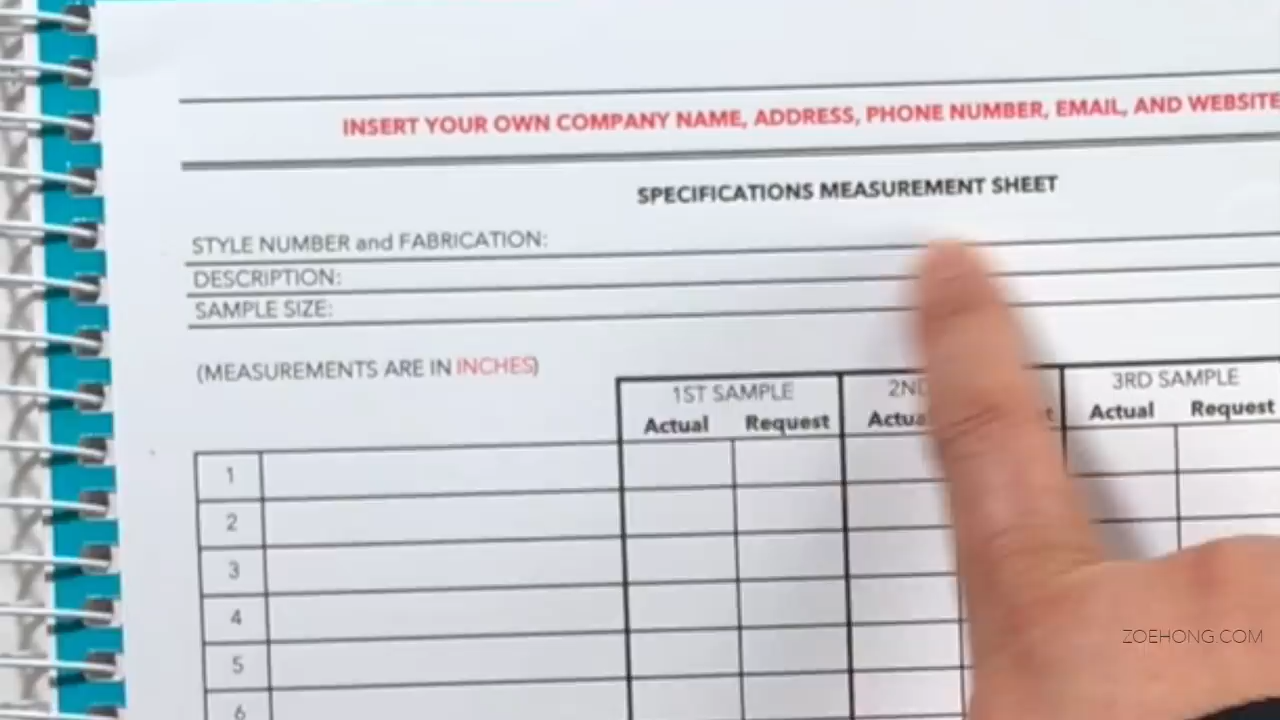 INSERT YOUR OWN COMPANY NAME, ADDRESS, PHONE NUMBER, EMAIL, AND WEBSITE
SPECIFICATIONS MEASUREMENT SHEET
STYLE NUMBER and FABRICATION:
DESCRIPTION:
SAMPLE SIZE:
(MEASUREMENTS ARE IN INCHES)
1ST SAMPLE 3RD SAMPLE
Actual Request Actual Request
1
2
3
4
5
6
ZOEHONG.COM